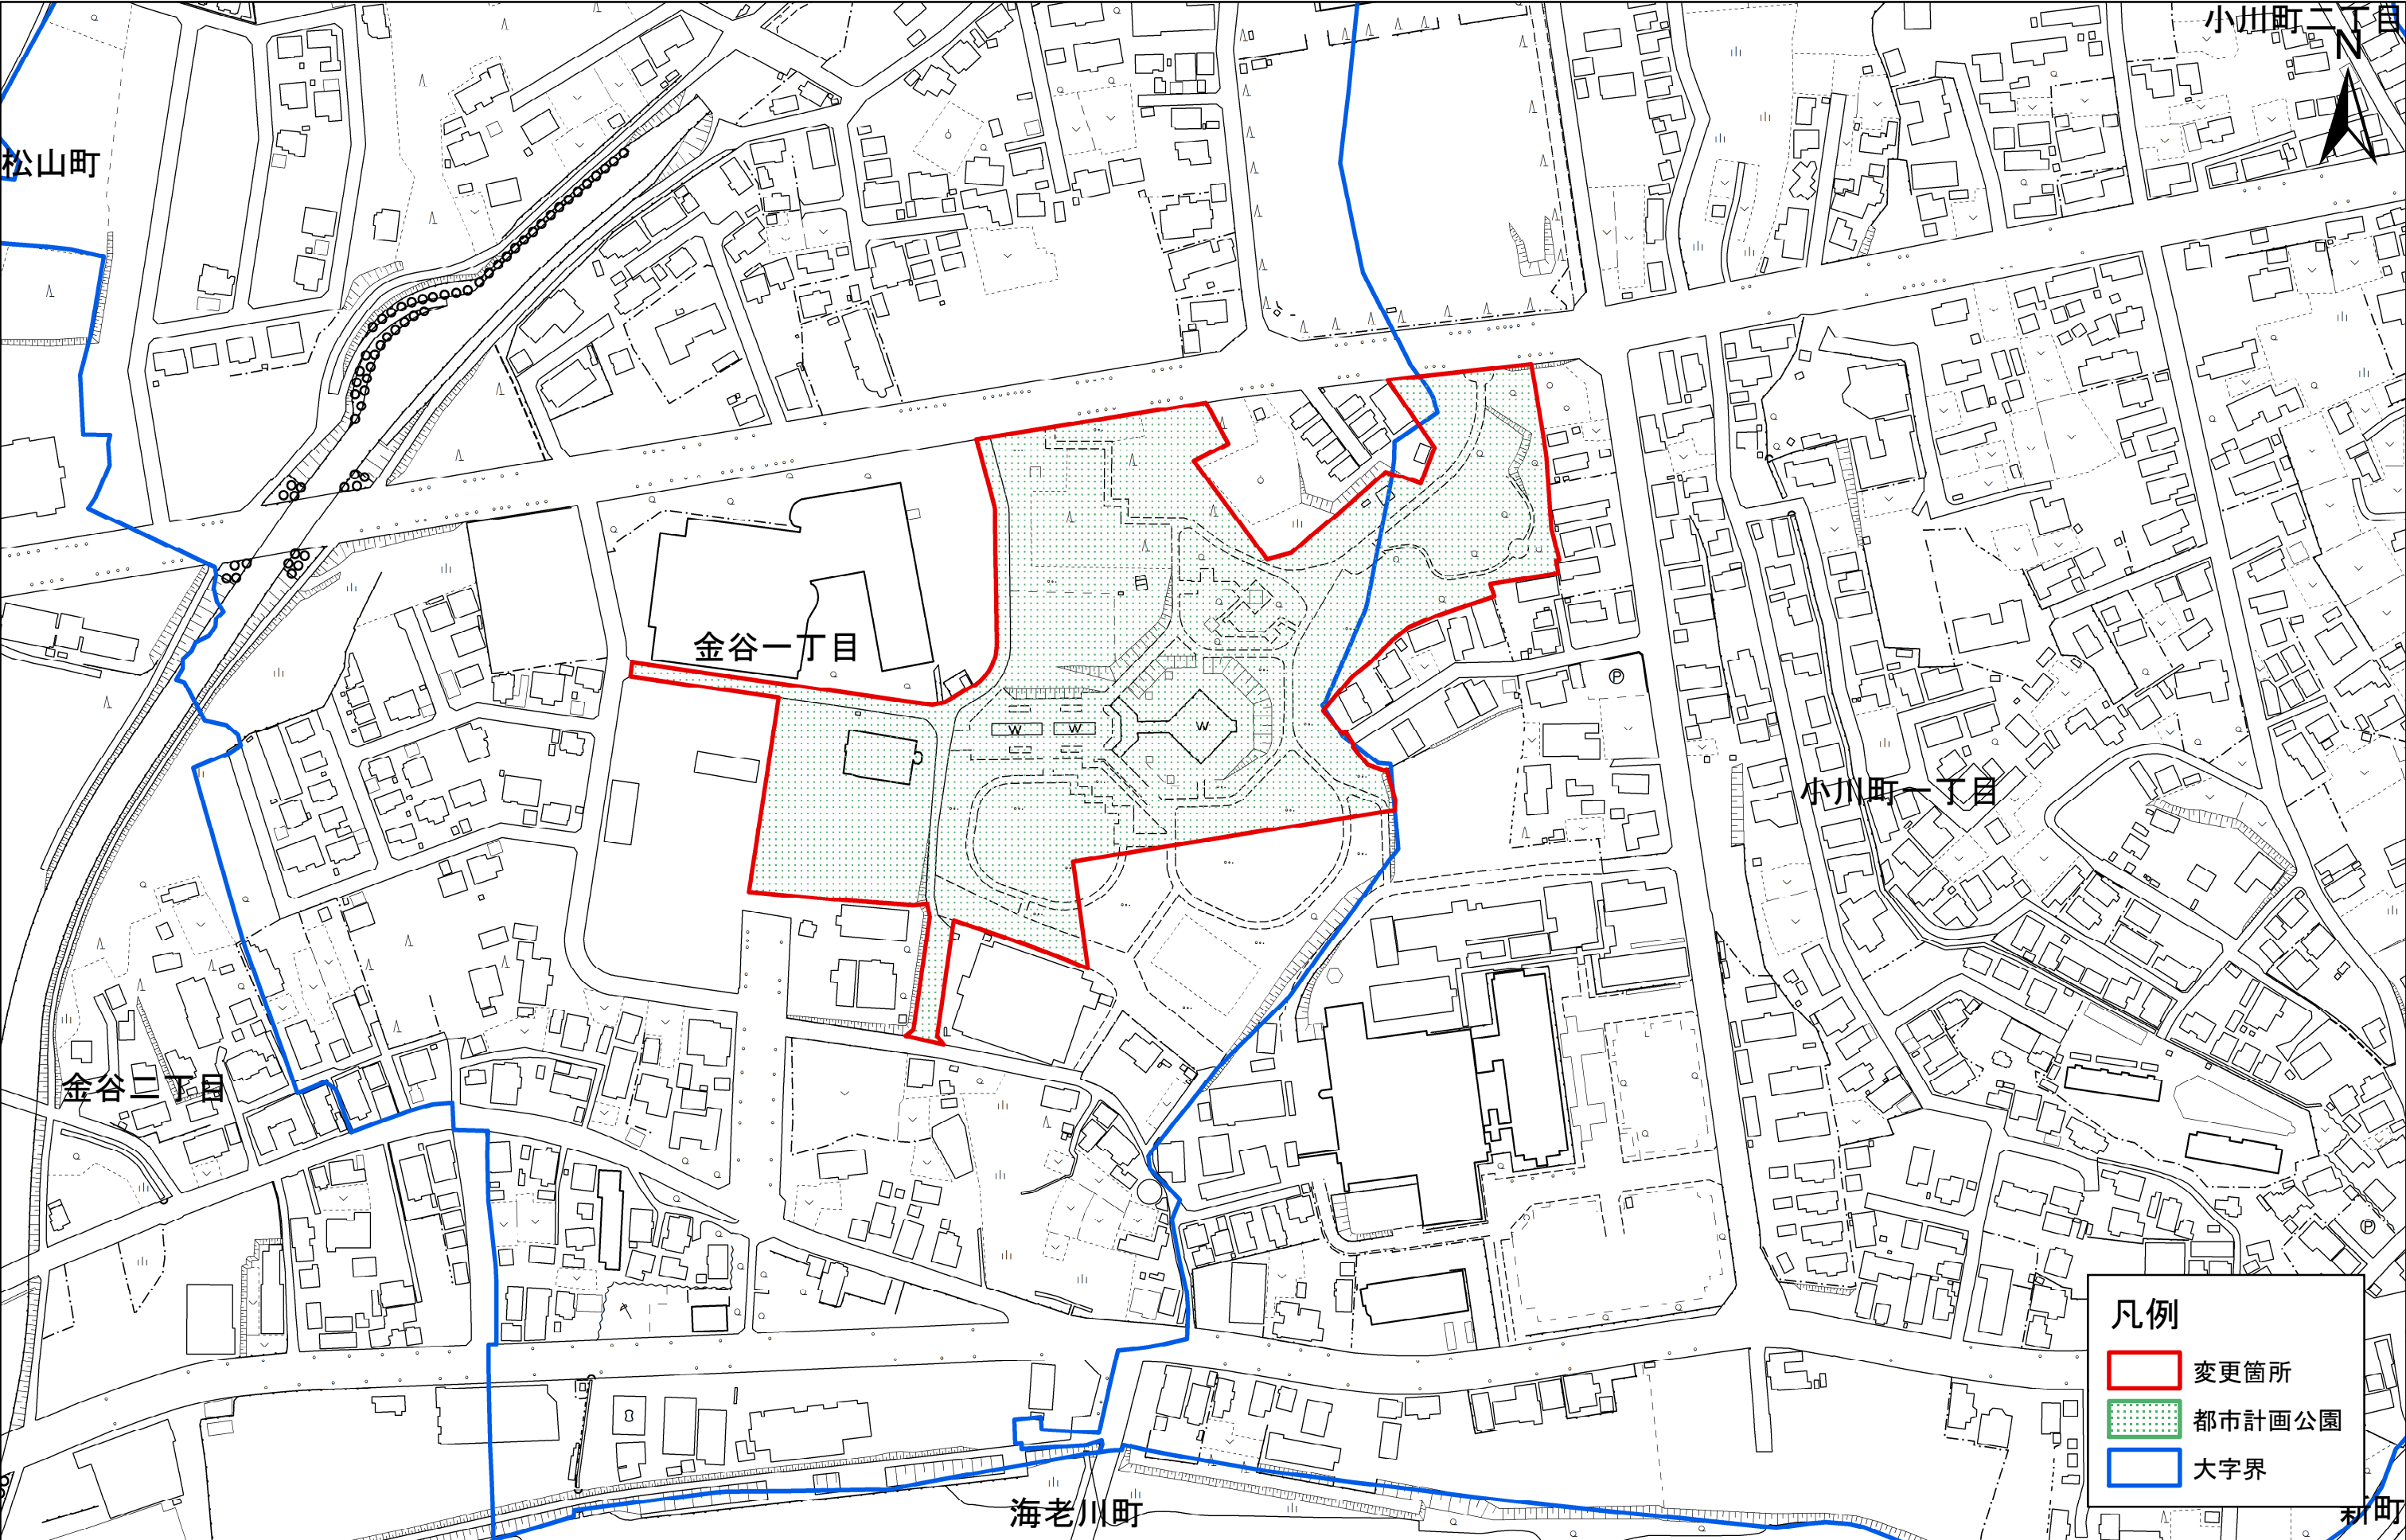 小川町二丁目
N
松山町
金谷一丁目
W
W
W
P
小川町一丁目
金谷二丁目
P
凡例
変更箇所
都市計画公園
大字界
海老川町
新町